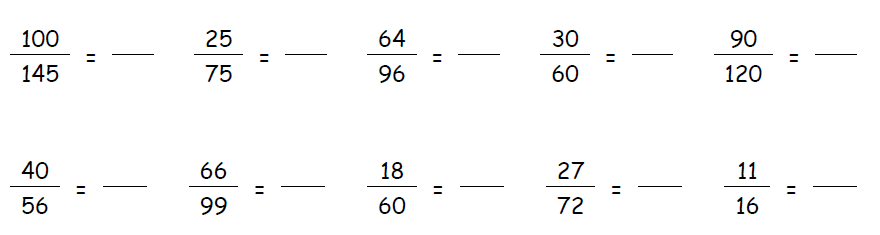 100/145 = ___ 25/75 = ___ 64/96 = ___ 30/60 = ___ 90/120 = ___
40/56 = ___ 66/99 = ___ 18/60 = ___ 27/72 = ___ 11/16 = ___